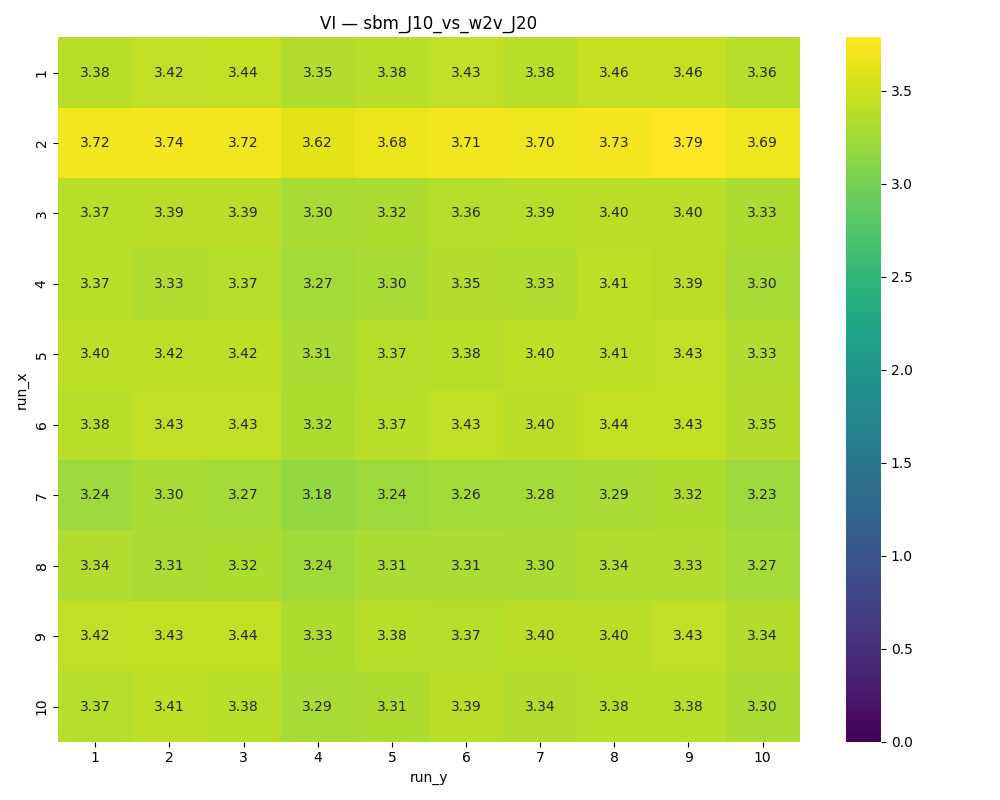 VI — sbm_J10_vs_w2v_J20
1 3.38 3.42 3.44 3.35 3.38 3.43 3.38 3.46 3.46 3.36
2 3.72 3.74 3.72 3.62 3.68 3.71 3.70 3.73 3.79 3.69
3 3.37 3.39 3.39 3.30 3.32 3.36 3.39 3.40 3.40 3.33
4 3.37 3.33 3.37 3.27 3.30 3.35 3.33 3.41 3.39 3.30
5 3.40 3.42 3.42 3.31 3.37 3.38 3.40 3.41 3.43 3.33
6 3.38 3.43 3.43 3.32 3.37 3.43 3.40 3.44 3.43 3.35
7 3.24 3.30 3.27 3.18 3.24 3.26 3.28 3.29 3.32 3.23
8 3.34 3.31 3.32 3.24 3.31 3.31 3.30 3.34 3.33 3.27
9 3.42 3.43 3.44 3.33 3.38 3.37 3.40 3.40 3.43 3.34
10 3.37 3.41 3.38 3.29 3.31 3.39 3.34 3.38 3.38 3.30
1 2 3 4 5 6 7 8 9 10
run_y
run_x
3.5
3.0
2.5
2.0
1.5
1.0
0.5
0.0